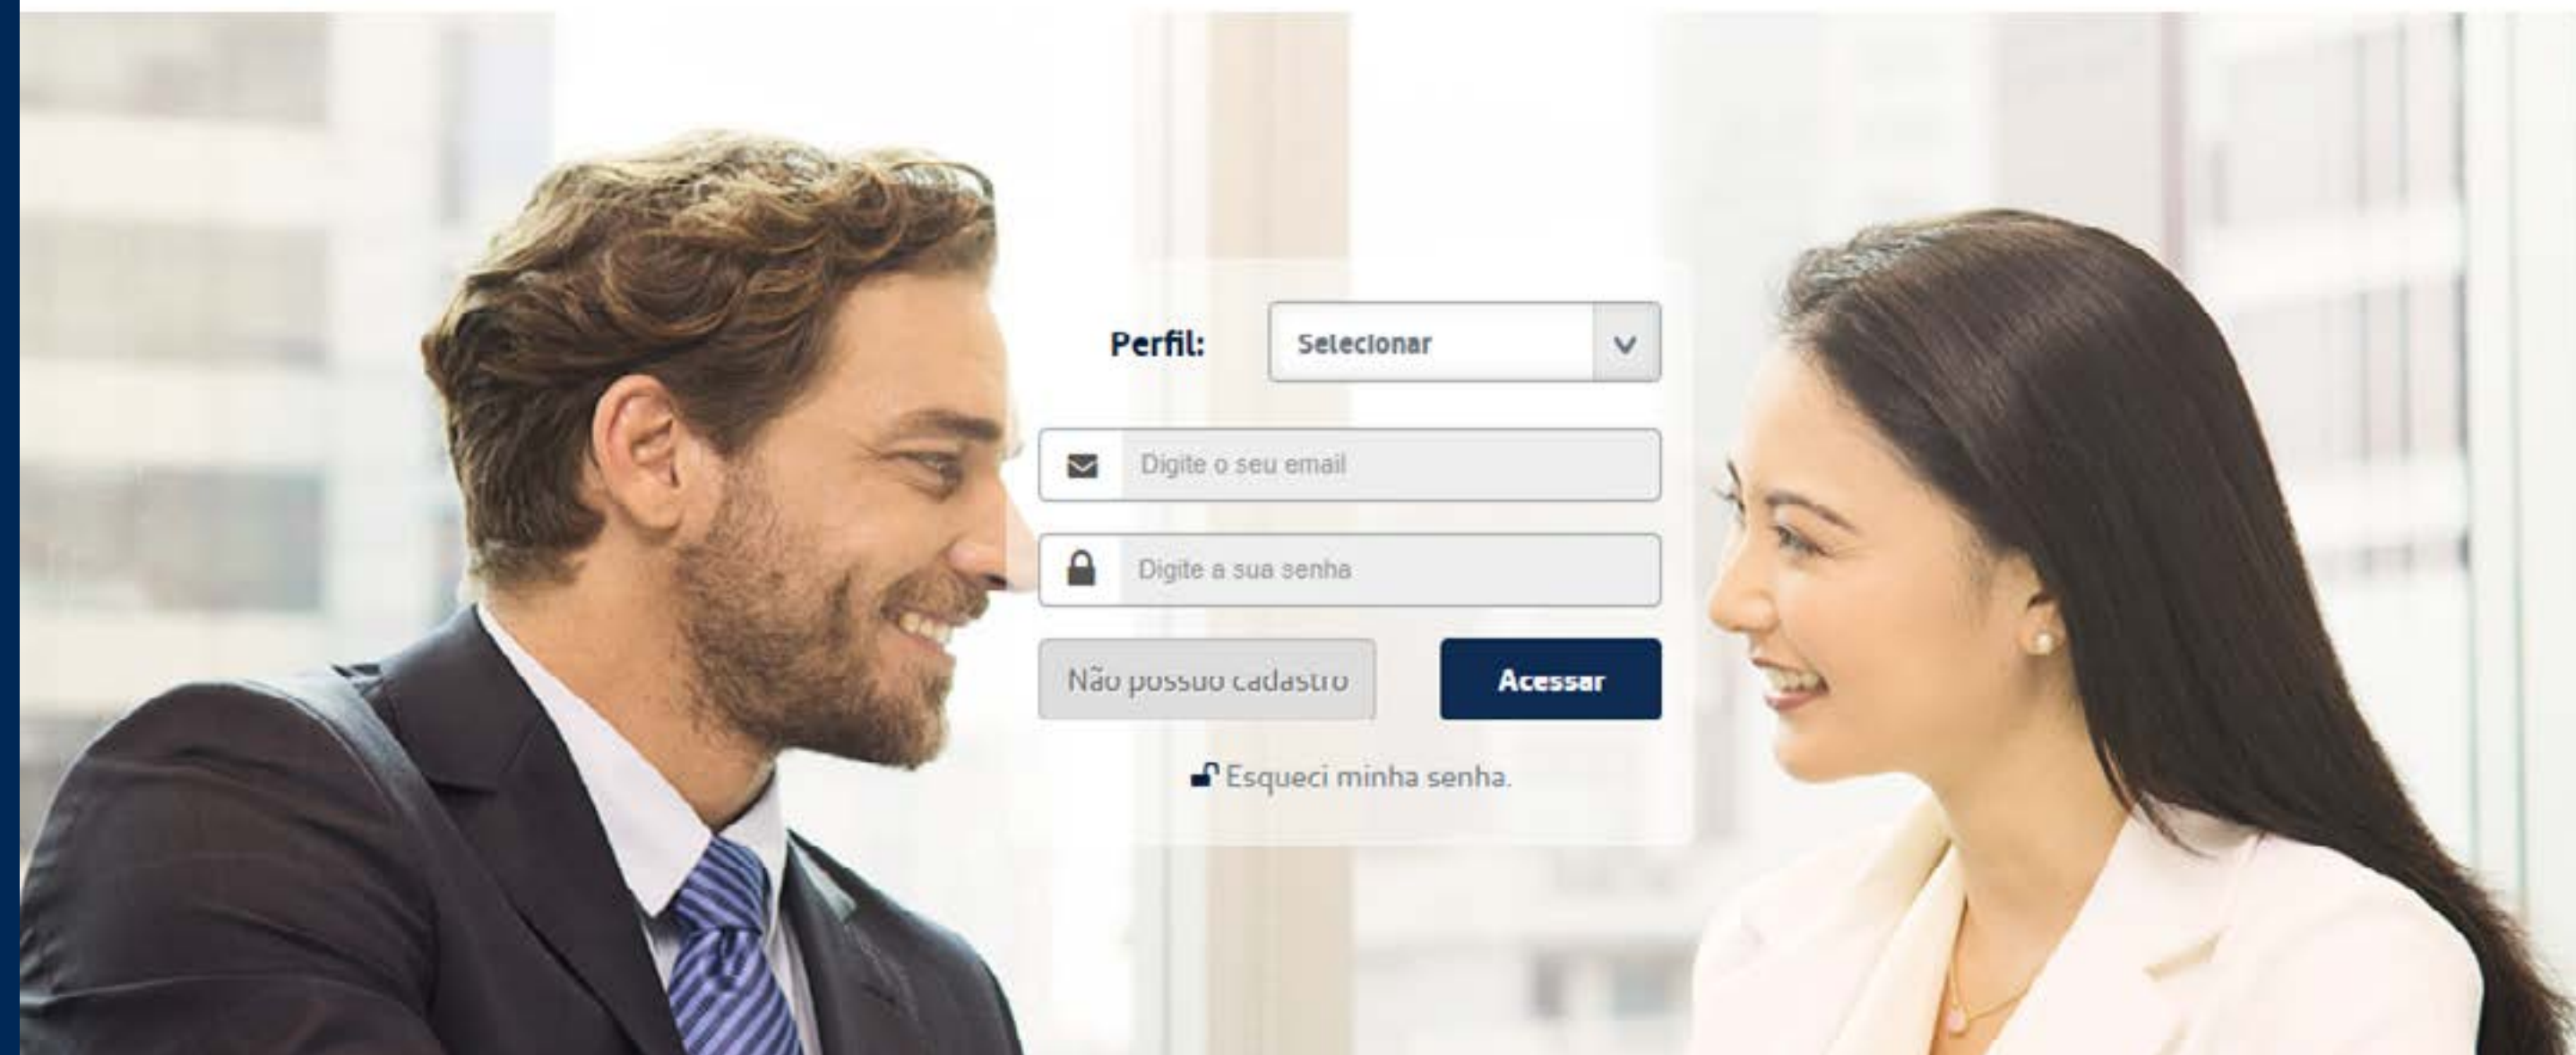 Perfil: Selecionar
Digite o seu email
Digite a sua senha
Não possuo cadastro Acessar
Esqueci minha senha.